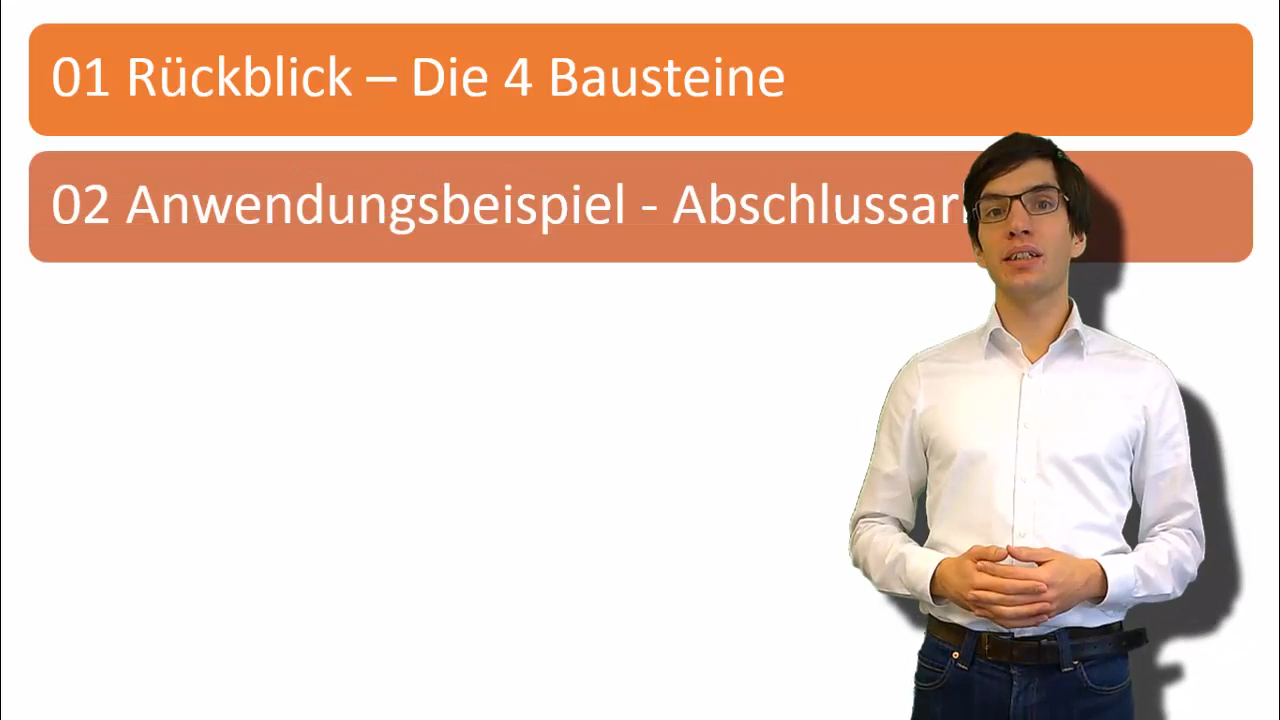 01 Rückblick – Die 4 Bausteine
02 Anwendungsbeispiel -